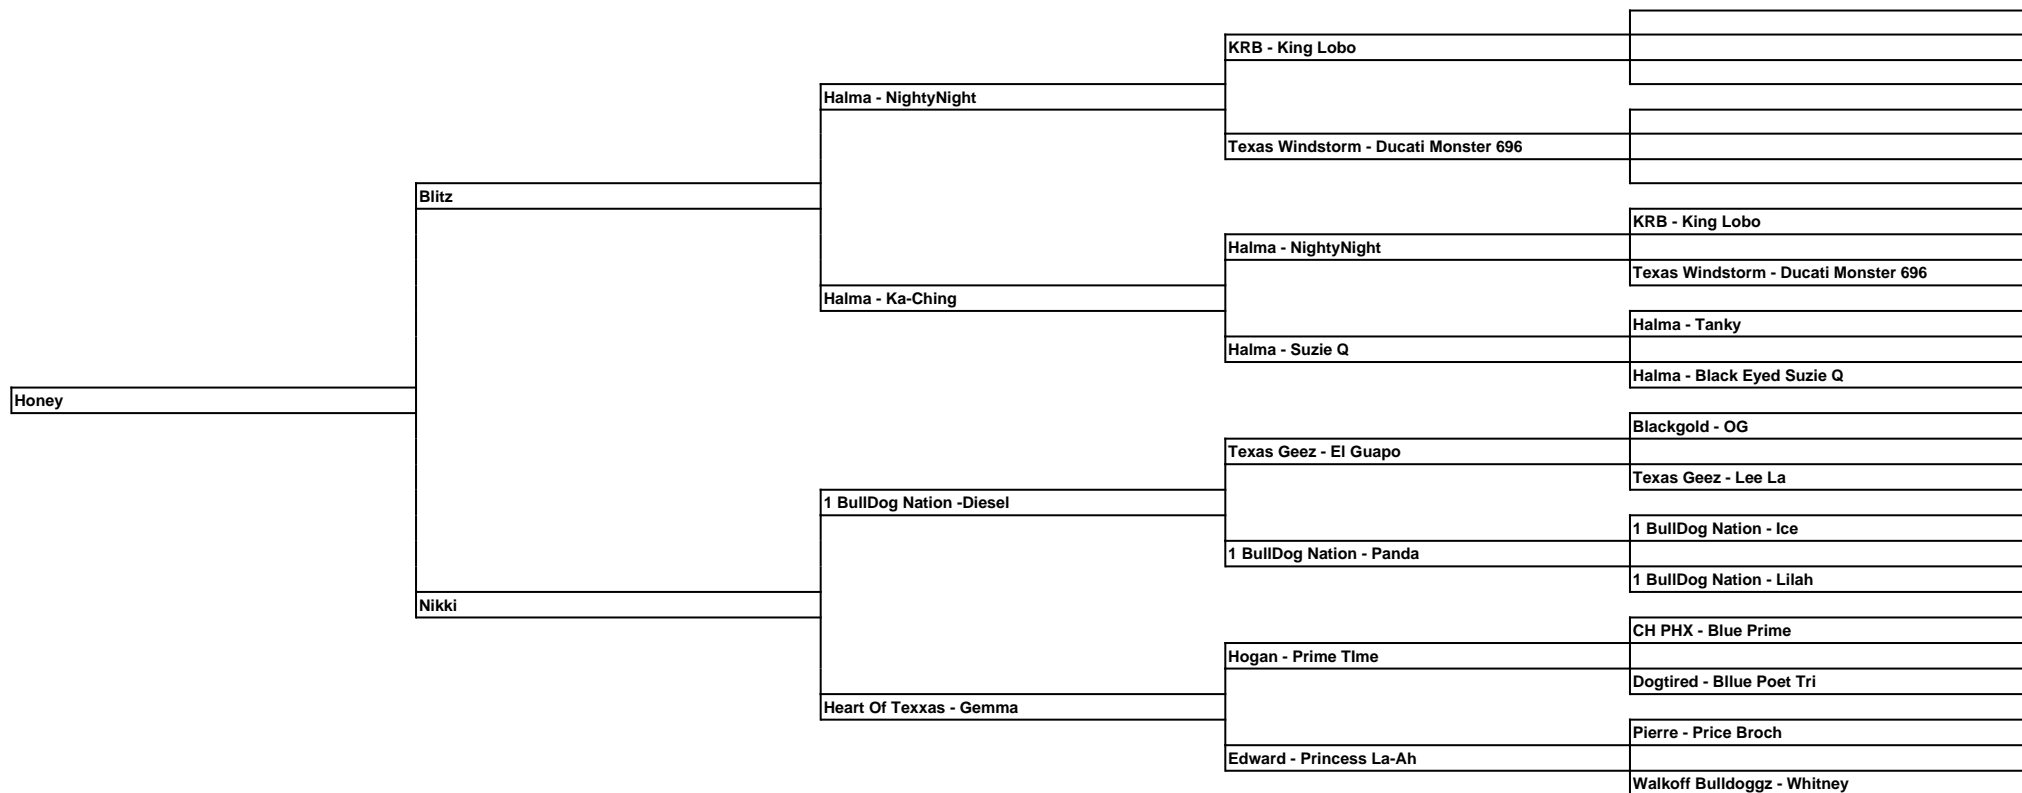 KRB - King Lobo
Halma - NightyNight
Texas Windstorm - Ducati Monster 696
Blitz
KRB - King Lobo
Halma - NightyNight
Texas Windstorm - Ducati Monster 696
Halma - Ka-Ching
Halma - Tanky
Halma - Suzie Q
Halma - Black Eyed Suzie Q
Honey
Blackgold - OG
Texas Geez - El Guapo
Texas Geez - Lee La
1 BullDog Nation -Diesel
1 BullDog Nation - Ice
1 BullDog Nation - Panda
1 BullDog Nation - Lilah
Nikki
CH PHX - Blue Prime
Hogan - Prime TIme
Dogtired - BIlue Poet Tri
Heart Of Texxas - Gemma
Pierre - Price Broch
Edward - Princess La-Ah
Walkoff Bulldoggz - Whitney